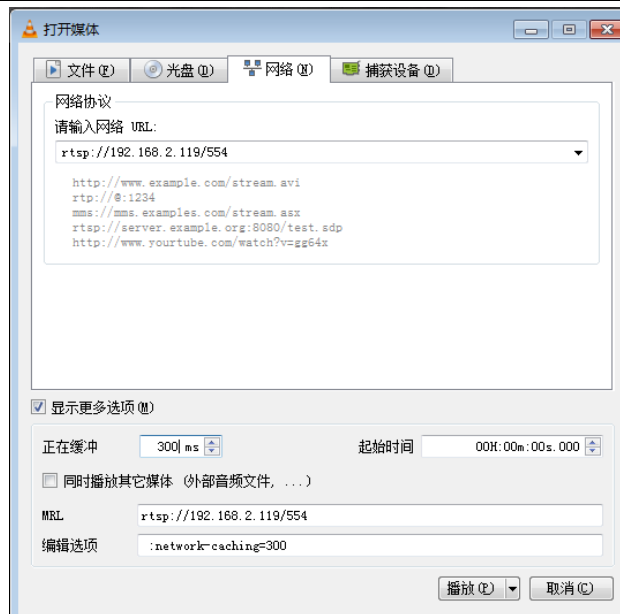 打开媒体
文件(F) 光盘(D) 网络(N) 捕获设备(D)
网络协议
请输入网络 URL:
rtsp://192.168.2.119/554
http://www.example.com/stream.avi
rtp://@:1234
mms://mms.examples.com/stream.asx
rtsp://server.example.org:8080/test.sdp
http://www.yourtube.com/watch?v=gg64x
显示更多选项(M)
正在缓冲 300 ms 起始时间 00H:00m:00s.000
同时播放其它媒体 (外部音频文件, ...)
MRL rtsp://192.168.2.119/554
编辑选项 :network-caching=300
播放(P) 取消(C)